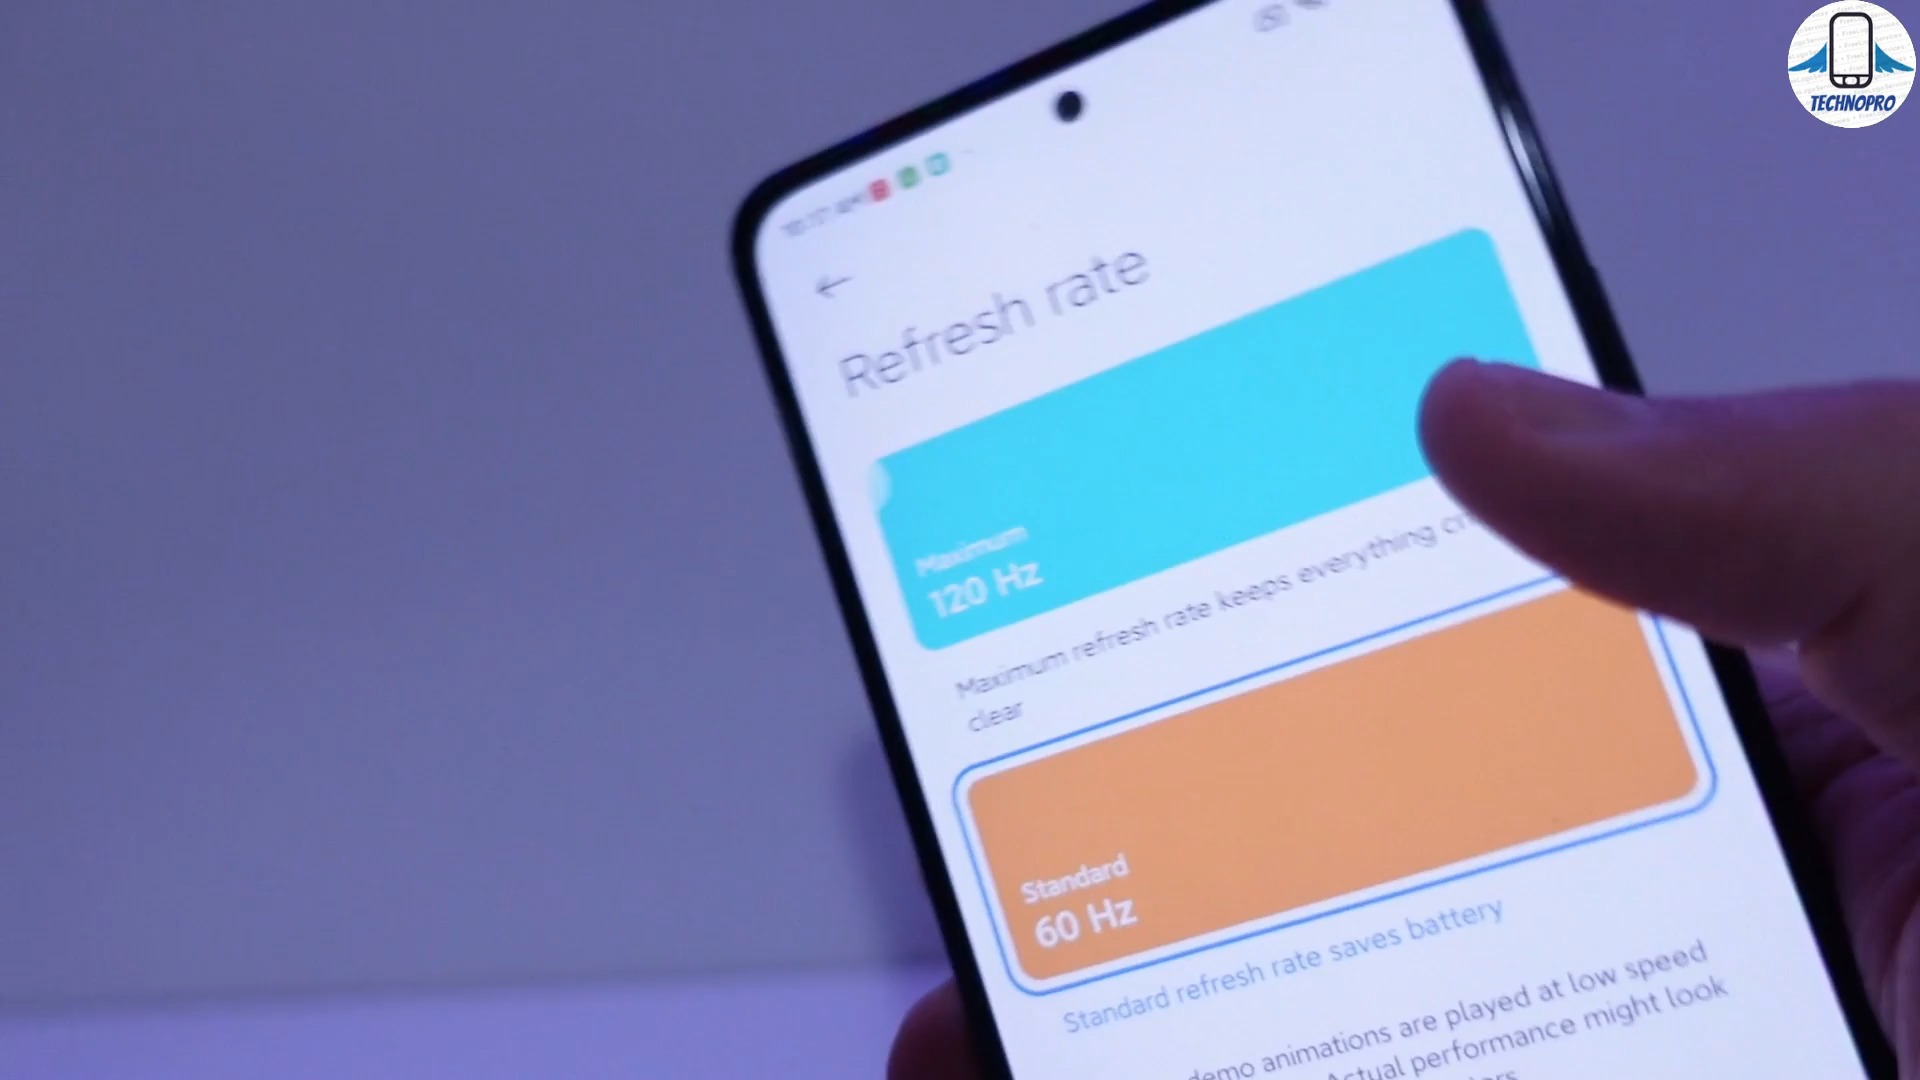 TECHNOPRO
Refresh rate
Maximum
120 Hz
Maximum refresh rate keeps everything
clear
Standard
60 Hz
Standard refresh rate saves battery
demo animations are played at low speed
Actual performance might look